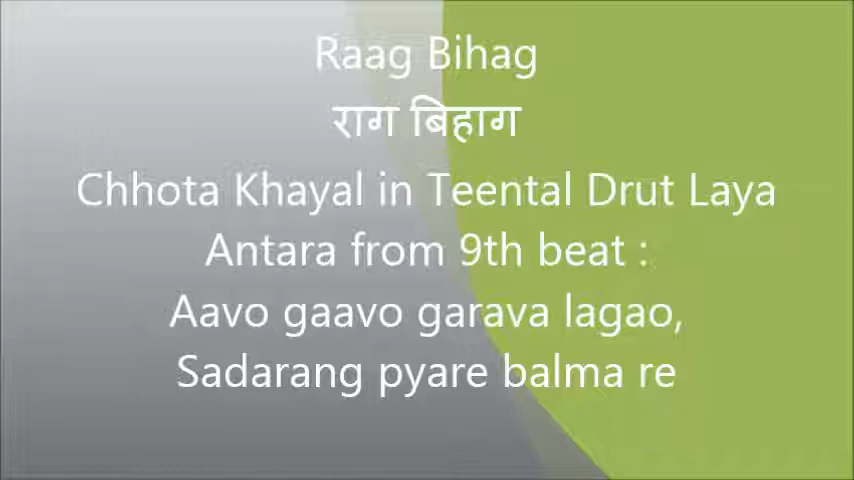 Raag Bihag
राग बिहाग
Chhota Khayal in Teental Drut Laya
Antara from 9th beat :
Aavo gaavo garava lagao,
Sadarang pyare balma re